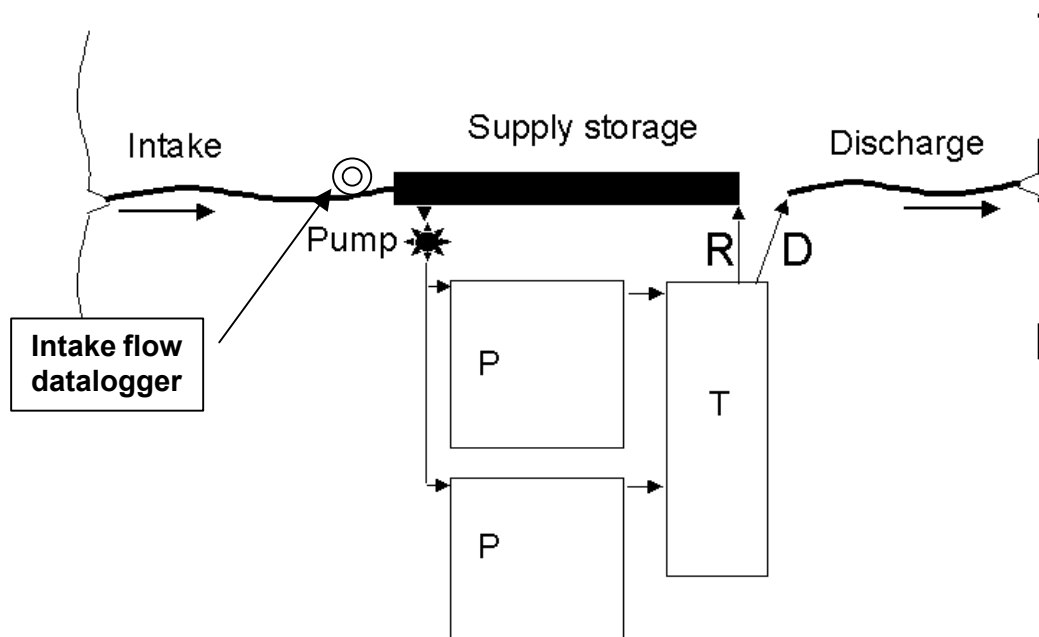 Supply storage
Intake
Discharge
Pump
R D
Intake flow
datalogger
P
T
P